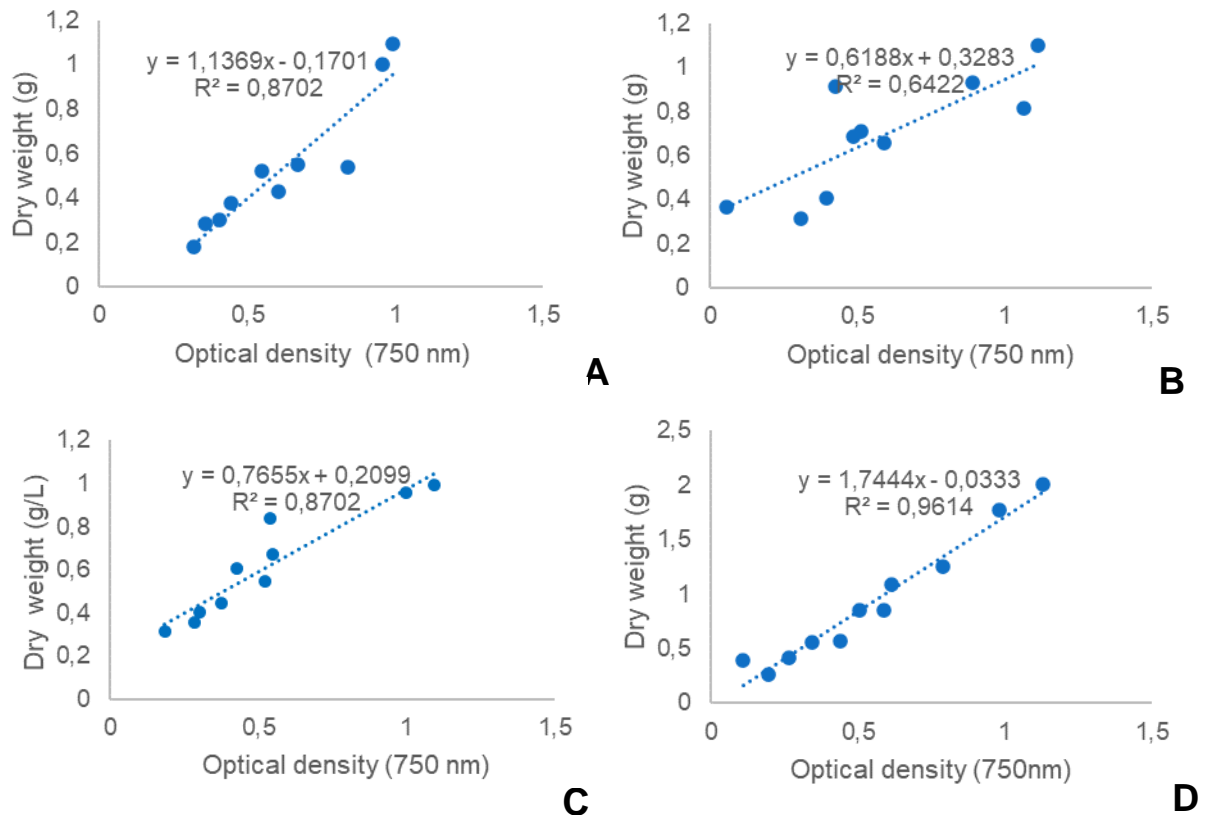 1,2
1
0,8
0,6
0,4
0,2
0
0
0,5
1
1,5
y = 1,1369x - 0,1701
R² = 0,8702
Dry weight (g)
Optical density (750 nm)
A
1,2
1
0,8
0,6
0,4
0,2
0
0
0,5
1
1,5
y = 0,6188x + 0,3283
R² = 0,6422
Dry weight (g)
Optical density (750 nm)
B
1,2
1
0,8
0,6
0,4
0,2
0
0
0,5
1
1,5
y = 0,7655x + 0,2099
R² = 0,8702
Dry weight (g/L)
Optical density (750 nm)
C
2,5
2
1,5
1
0,5
0
0
0,5
1
1,5
y = 1,7444x - 0,0333
R² = 0,9614
Dry weight (g)
Optical density (750nm)
D